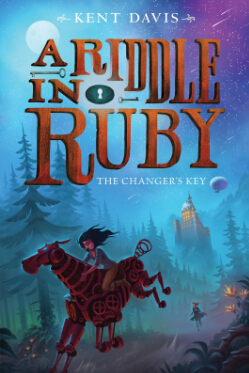 KENT DAVIS
A RIDDLE
IN
RUBY
THE CHANGER'S KEY